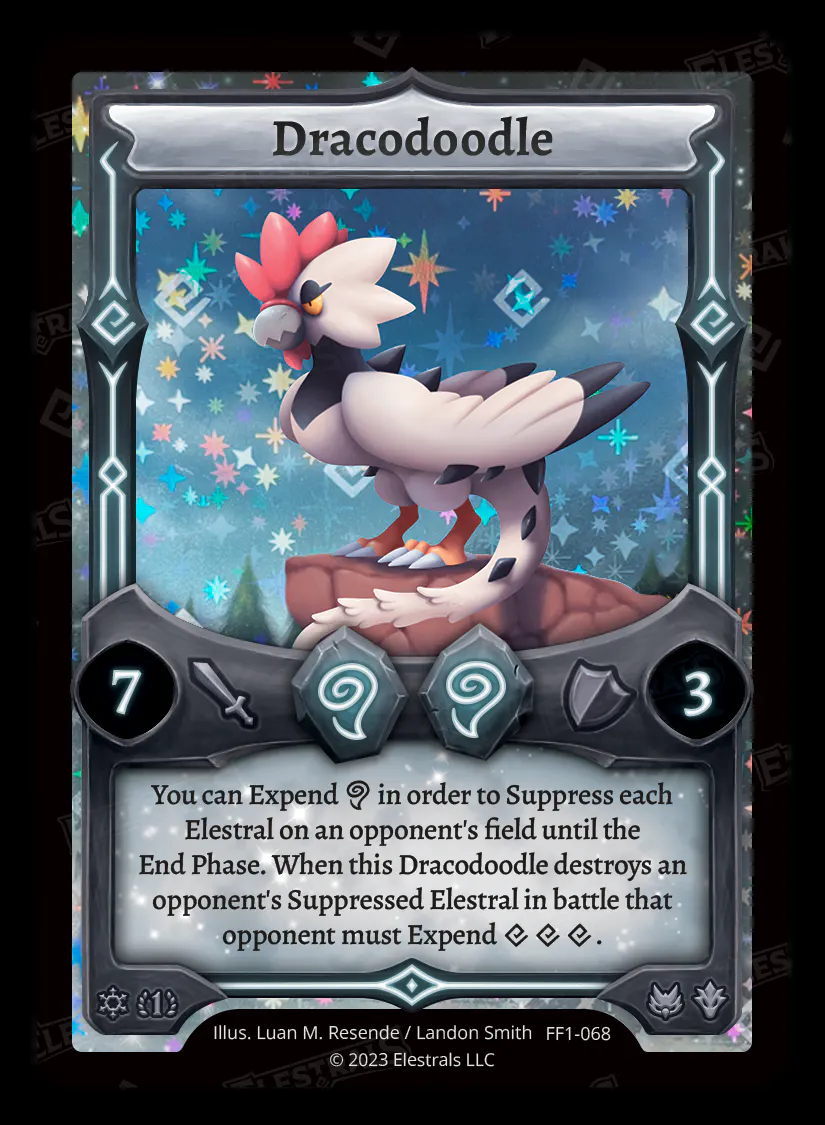 Dracodoodle
7
3
You can Expend in order to Suppress each
Elestral on an opponent's field until the
End Phase. When this Dracodoodle destroys an
opponent's Suppressed Elestral in battle that
opponent must Expend .
1
Illus. Luan M. Resende / Landon Smith FF1-068
© 2023 Elestrals LLC